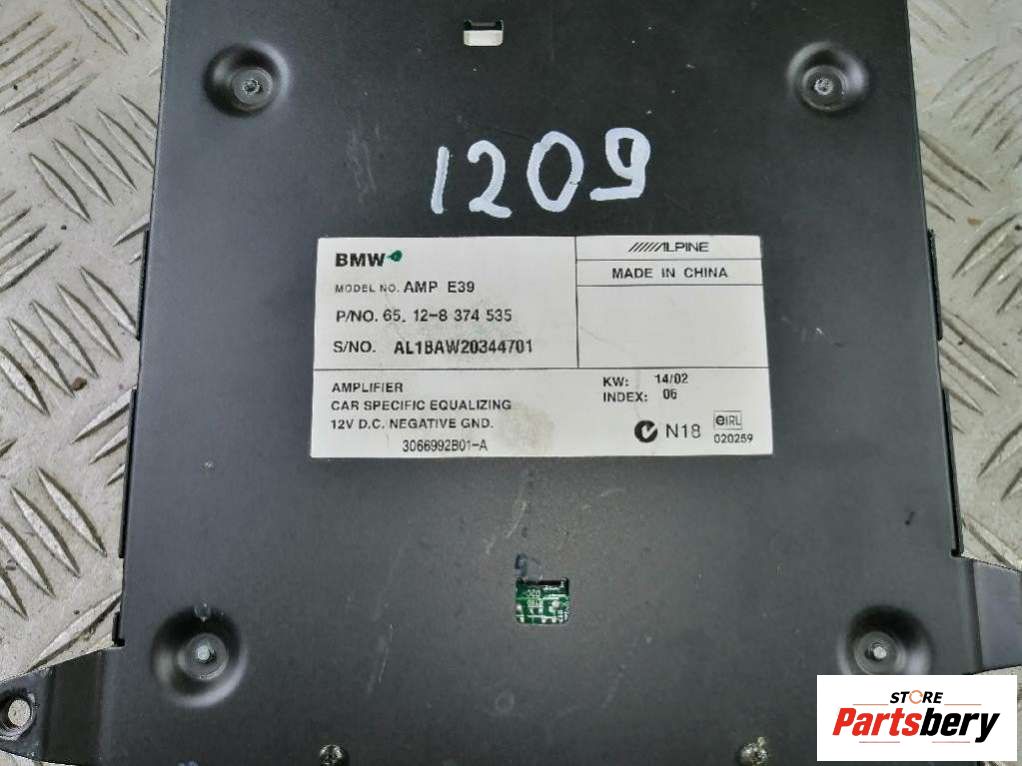 1209
BMW
MODEL NO. AMP E39
P/NO. 65. 12-8 374 535
S/NO. AL1BAW20344701
/////ALPINE
MADE IN CHINA
AMPLIFIER
CAR SPECIFIC EQUALIZING
12V D.C. NEGATIVE GND.
3066992B01-A
KW: 14/02
INDEX: 06
N18
eIRL
020259
STORE
Partsbery